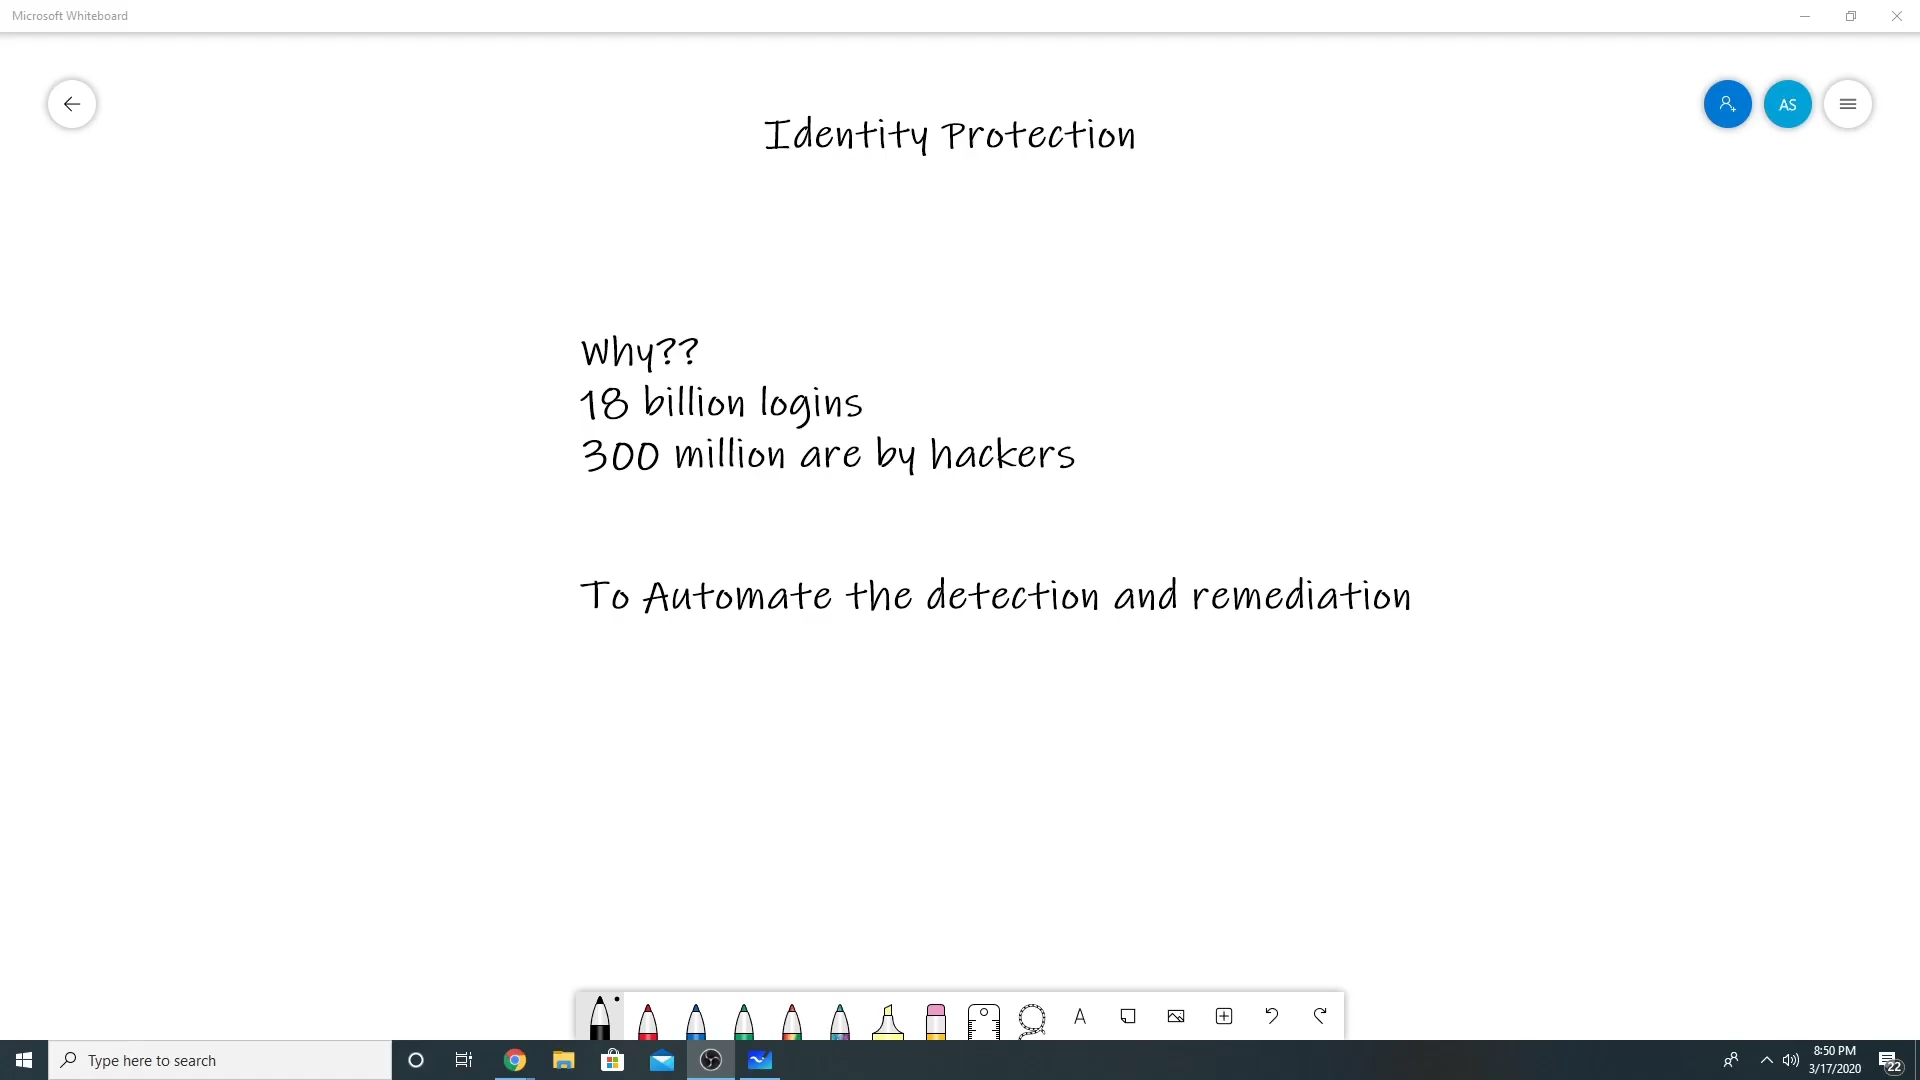 Microsoft Whiteboard
AS
Identity Protection
Why??
18 billion logins
300 million are by hackers
To Automate the detection and remediation
A
Type here to search
8:50 PM
3/17/2020
22